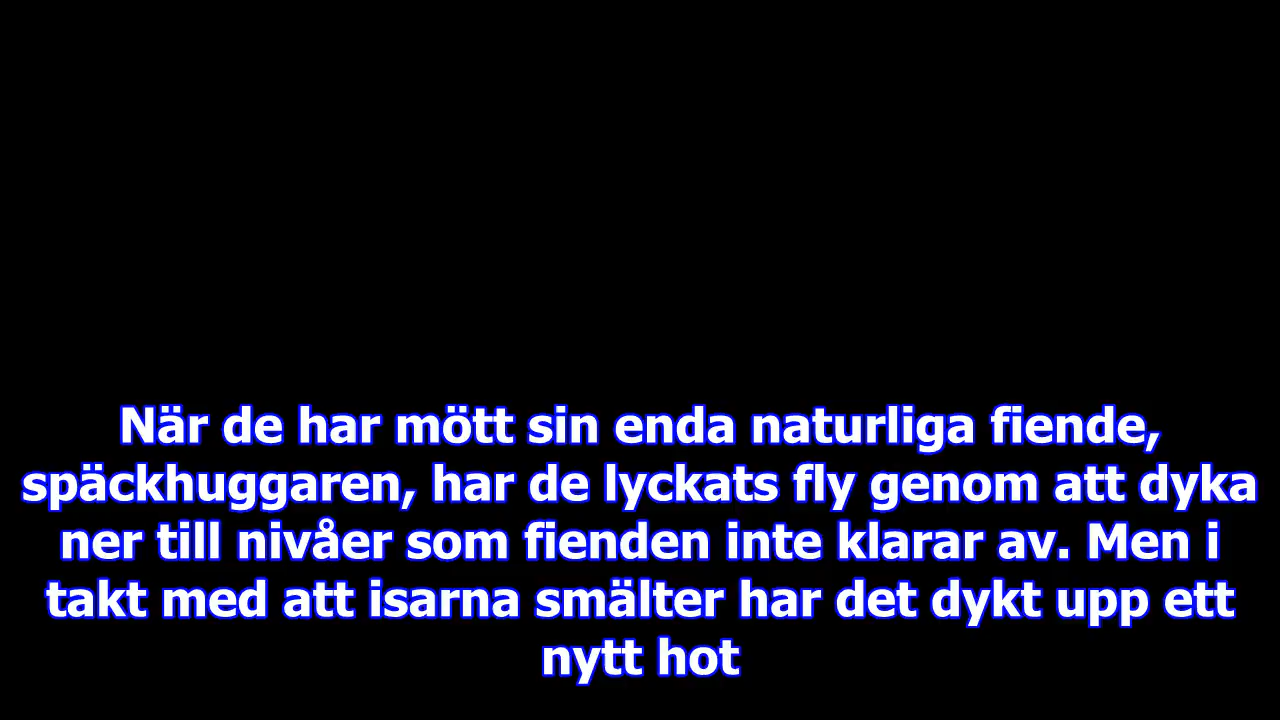 När de har mött sin enda naturliga fiende,
späckhuggaren, har de lyckats fly genom att dyka
ner till nivåer som fienden inte klarar av. Men i
takt med att isarna smälter har det dykt upp ett
nytt hot